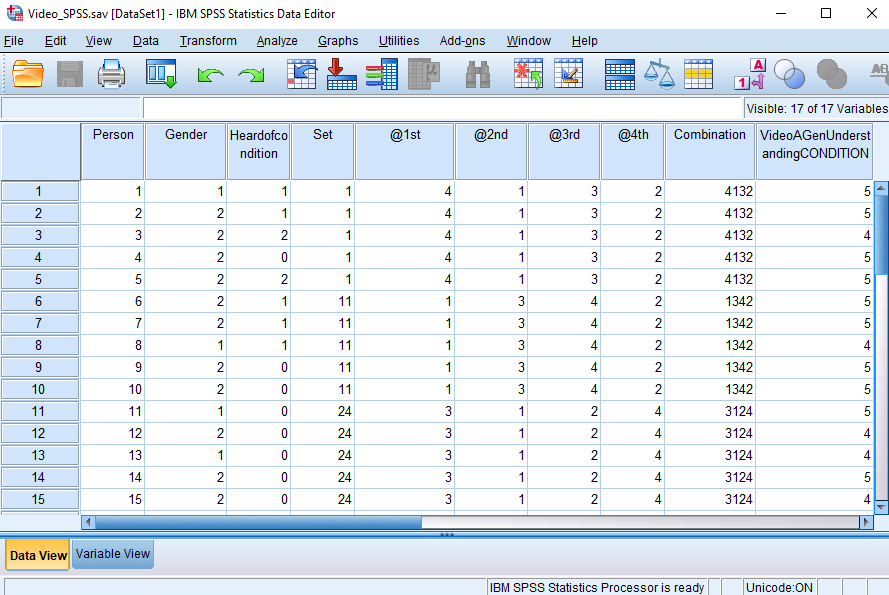 Video_SPSS.sav [DataSet1] - IBM SPSS Statistics Data Editor
File Edit View Data Transform Analyze Graphs Utilities Add-ons Window Help
1 A
Visible: 17 of 17 Variables
Person Gender Heardofco Set @1st @2nd @3rd @4th Combination VideoAGenUnderst
ndition andingCONDITION
1 1 1 1 1 4 1 3 2 4132 5
2 2 2 1 1 4 1 3 2 4132 5
3 3 2 2 1 4 1 3 2 4132 4
4 4 2 0 1 4 1 3 2 4132 5
5 5 2 2 1 4 1 3 2 4132 5
6 6 2 1 11 1 3 4 2 1342 5
7 7 2 1 11 1 3 4 2 1342 5
8 8 1 1 11 1 3 4 2 1342 4
9 9 2 0 11 1 3 4 2 1342 5
10 10 2 0 11 1 3 4 2 1342 5
11 11 1 0 24 3 1 2 4 3124 5
12 12 2 0 24 3 1 2 4 3124 4
13 13 1 0 24 3 1 2 4 3124 4
14 14 2 0 24 3 1 2 4 3124 5
15 15 2 0 24 3 1 2 4 3124 4
Data View Variable View
IBM SPSS Statistics Processor is ready Unicode:ON